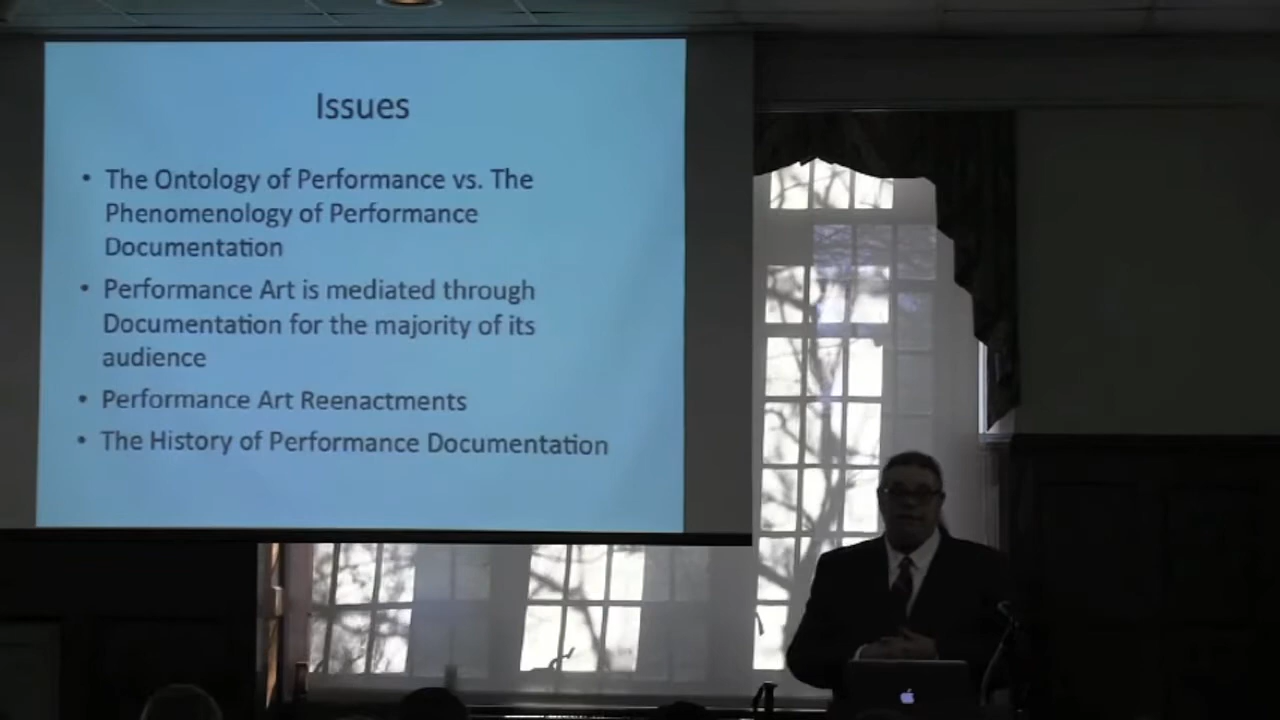 Issues
• The Ontology of Performance vs. The
Phenomenology of Performance
Documentation
• Performance Art is mediated through
Documentation for the majority of its
audience
• Performance Art Reenactments
• The History of Performance Documentation